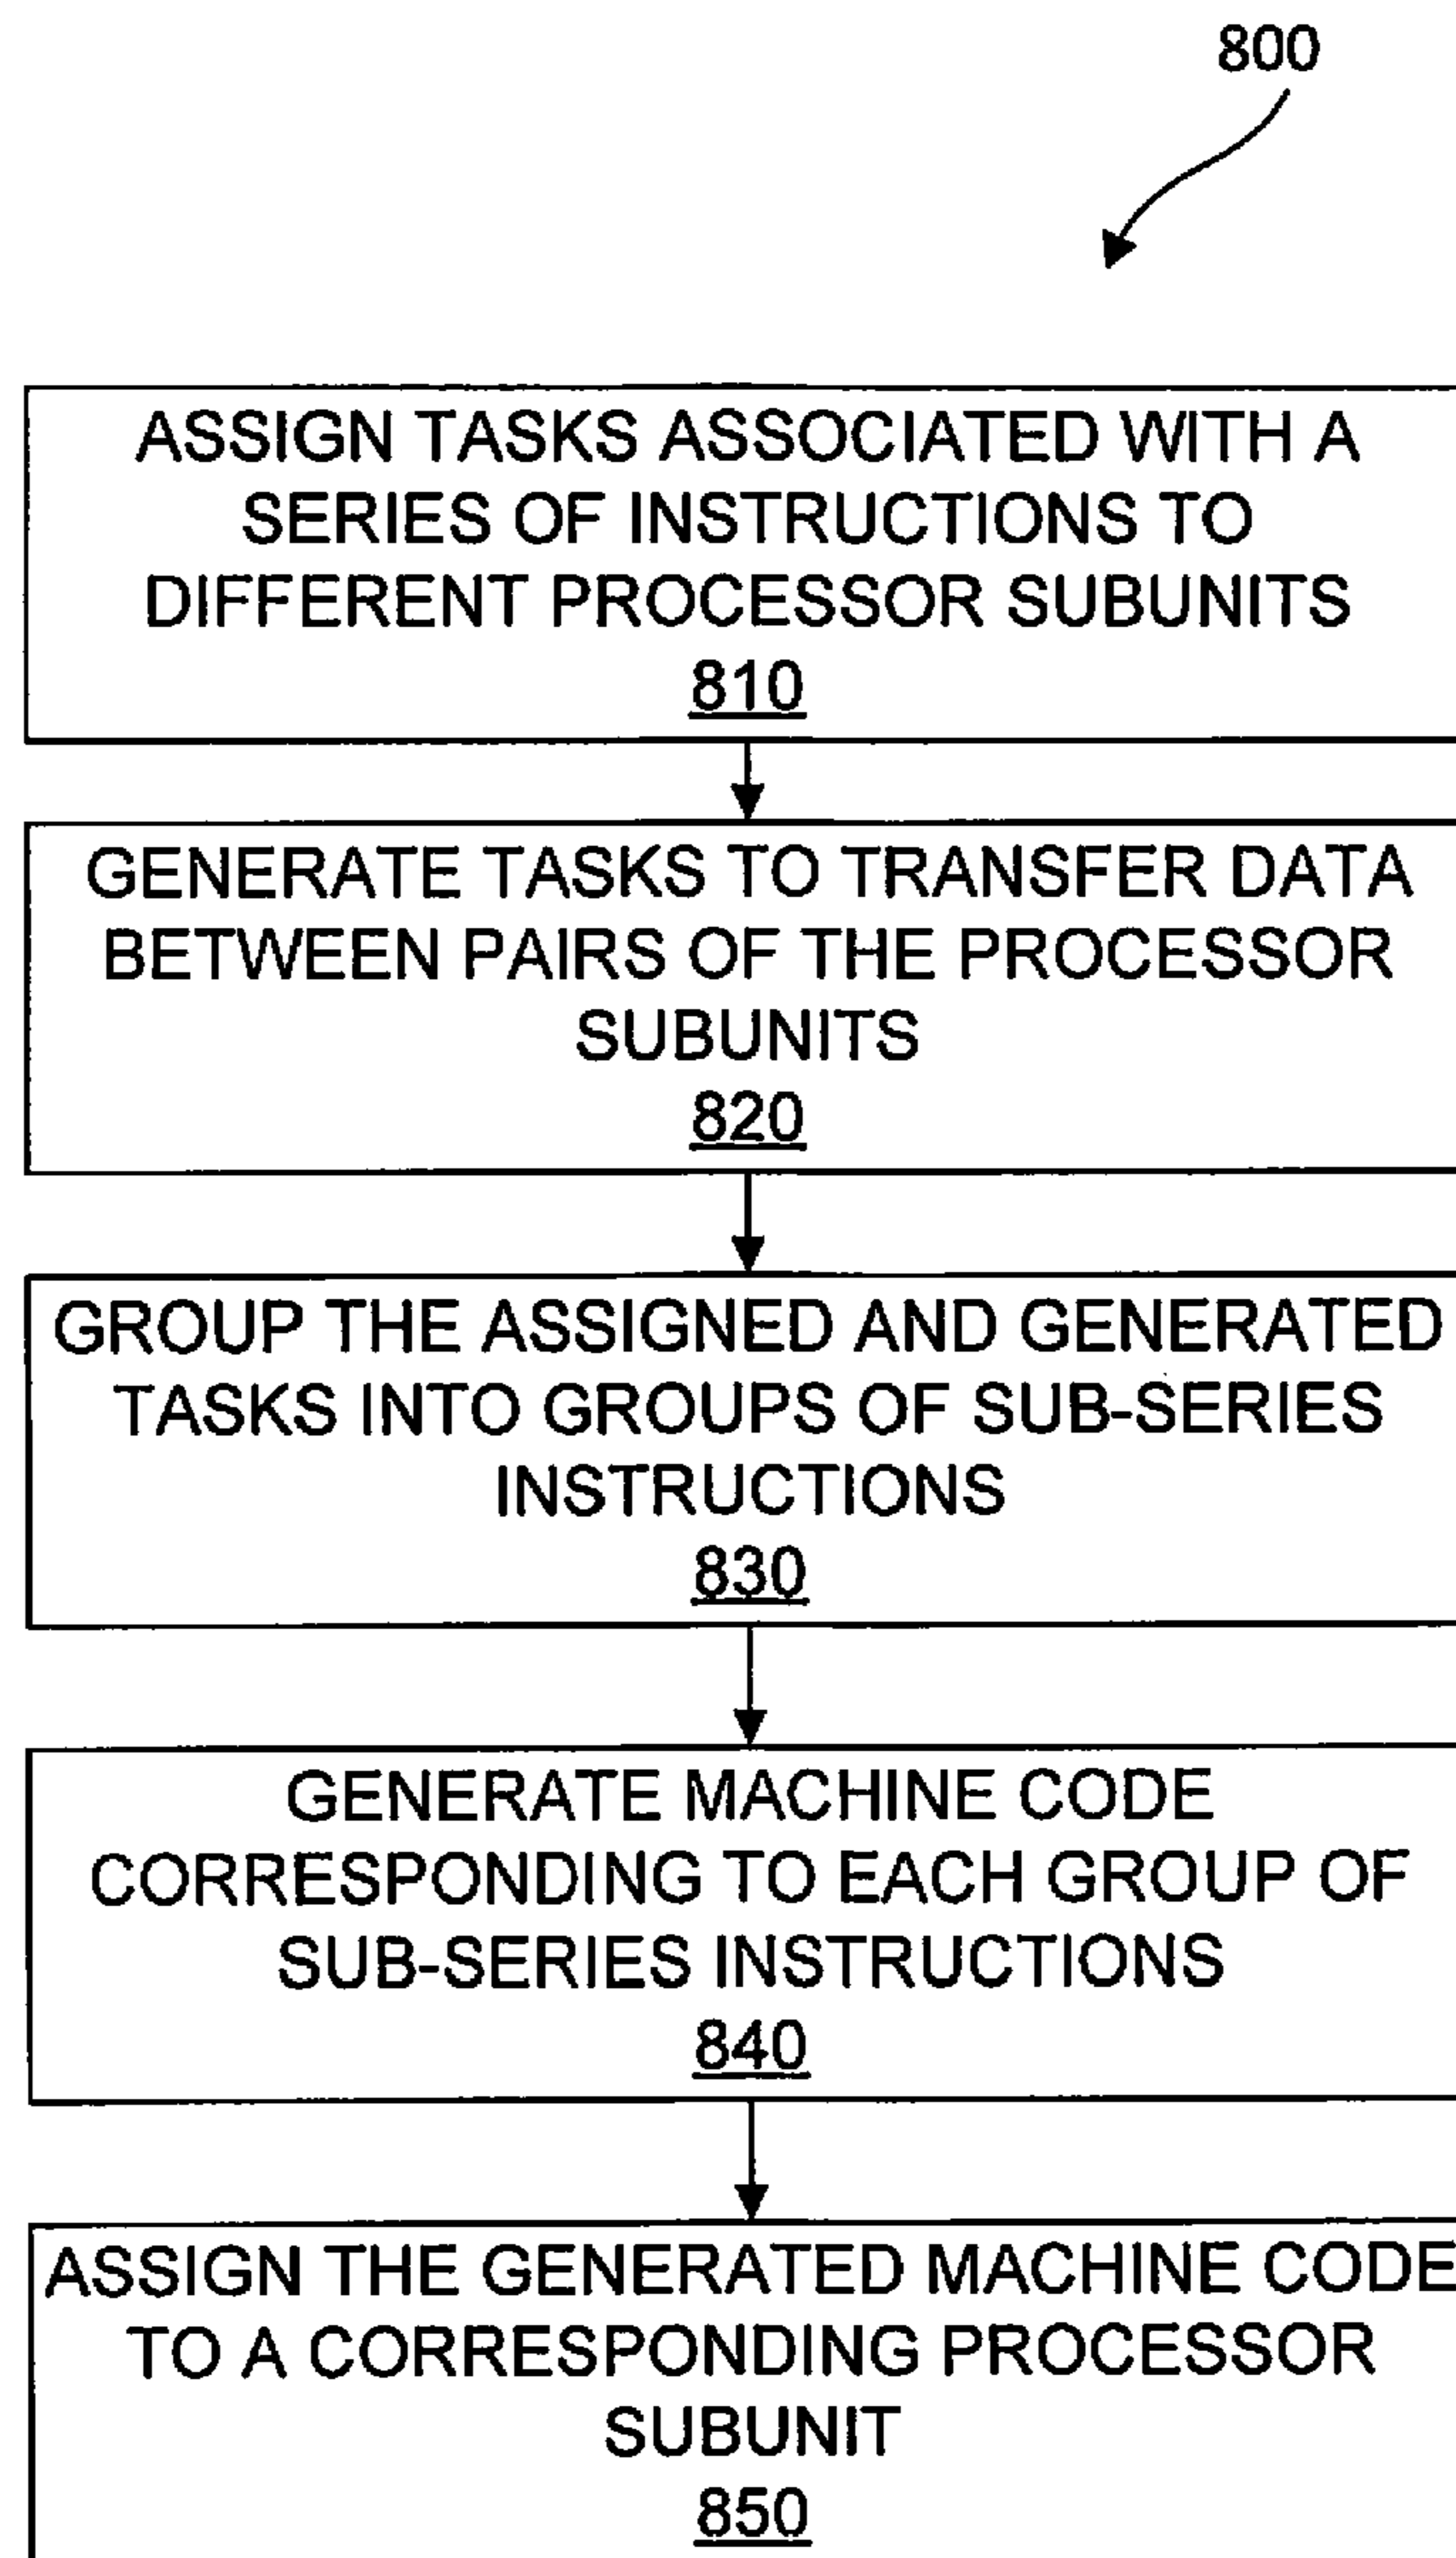 800
ASSIGN TASKS ASSOCIATED WITH A
SERIES OF INSTRUCTIONS TO
DIFFERENT PROCESSOR SUBUNITS
810
GENERATE TASKS TO TRANSFER DATA
BETWEEN PAIRS OF THE PROCESSOR
SUBUNITS
820
GROUP THE ASSIGNED AND GENERATED
TASKS INTO GROUPS OF SUB-SERIES
INSTRUCTIONS
830
GENERATE MACHINE CODE
CORRESPONDING TO EACH GROUP OF
SUB-SERIES INSTRUCTIONS
840
ASSIGN THE GENERATED MACHINE CODE
TO A CORRESPONDING PROCESSOR
SUBUNIT
850